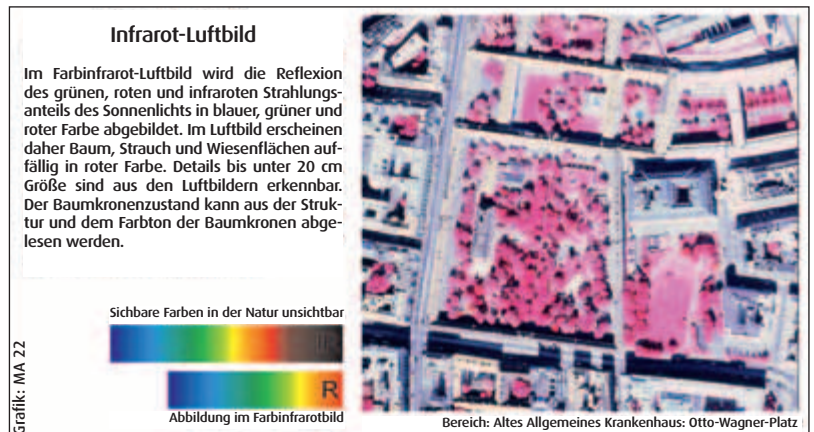 Infrarot-Luftbild
Im Farbinfrarot-Luftbild wird die Reflexion
des grünen, roten und infraroten Strahlungs-
anteils des Sonnenlichts in blauer, grüner und
roter Farbe abgebildet. Im Luftbild erscheinen
daher Baum, Strauch und Wiesenflächen auf-
fällig in roter Farbe. Details bis unter 20 cm
Größe sind aus den Luftbildern erkennbar.
Der Baumkronenzustand kann aus der Struk-
tur und dem Farbton der Baumkronen abge-
lesen werden.
Sichbare Farben in der Natur unsichtbar
IR
R
Abbildung im Farbinfrarotbild
Grafik: MA 22
Bereich: Altes Allgemeines Krankenhaus: Otto-Wagner-Platz